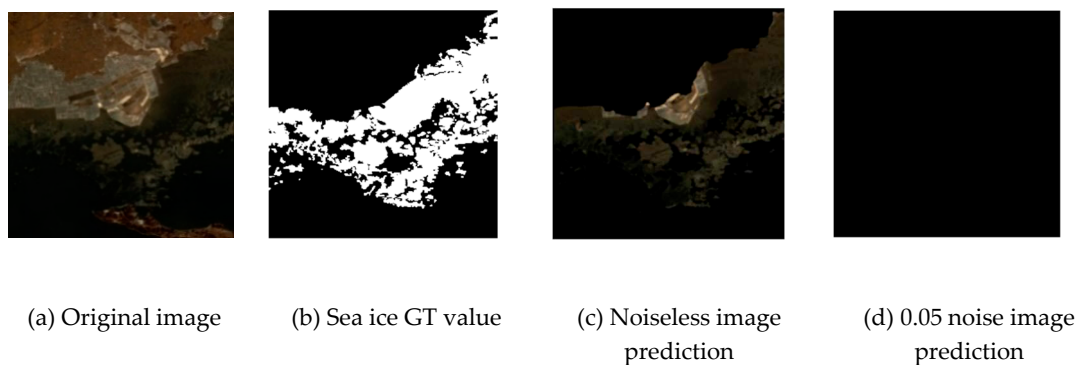 (a) Original image
(b) Sea ice GT value
(c) Noiseless image
prediction
(d) 0.05 noise image
prediction